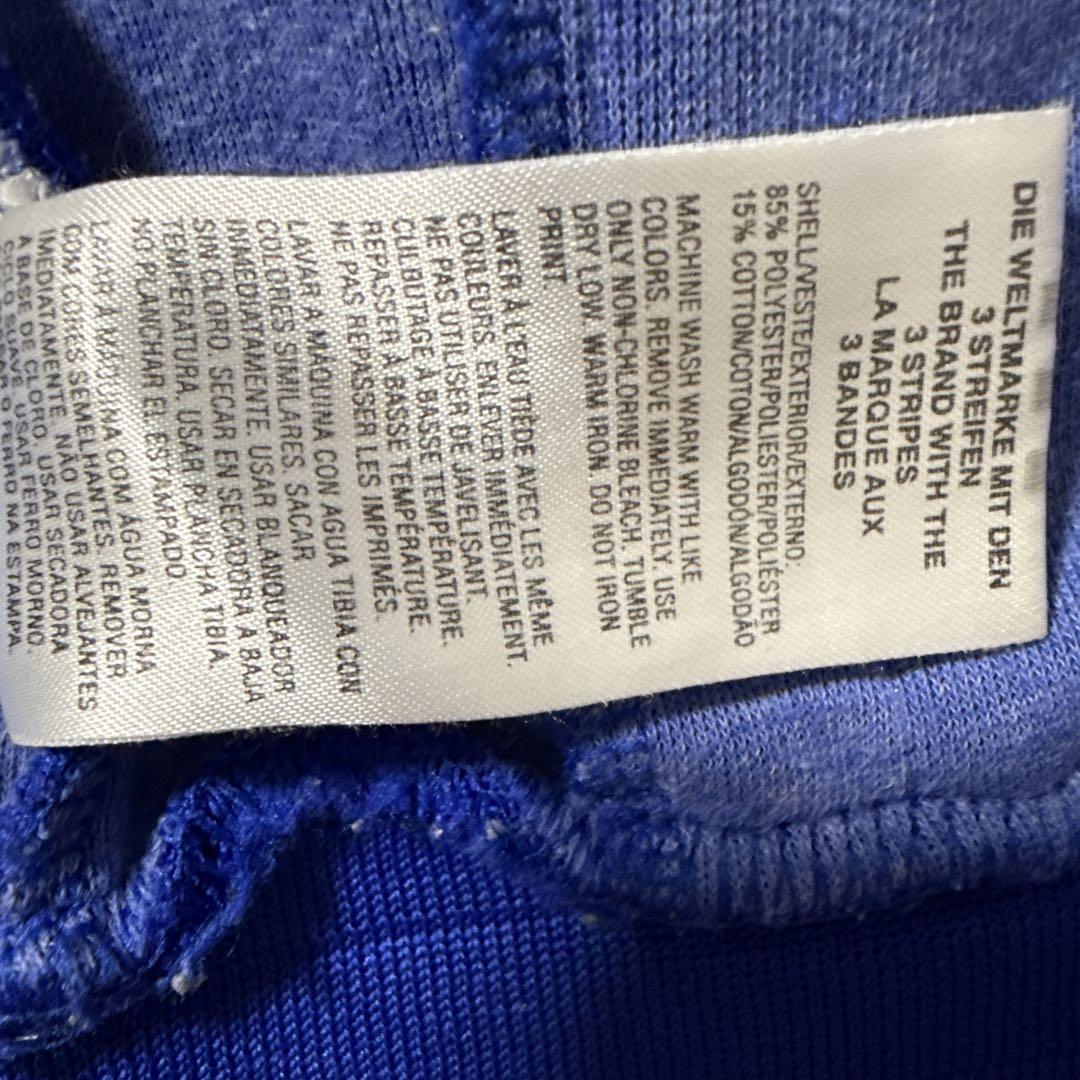 DIE WELTMARKE MIT DEN
3 STREIFEN
THE BRAND WITH THE
3 STRIPES
LA MARQUE AUX
3 BANDES
SHELL/VESTE/EXTERIOR/EXTERNO:
85% POLYESTER/POLIESTER/POLIÉSTER
15% COTTON/COTON/ALGODÓN/ALGODÃO
MACHINE WASH WARM WITH LIKE
COLORS. REMOVE IMMEDIATELY. USE
ONLY NON-CHLORINE BLEACH. TUMBLE
DRY LOW. WARM IRON. DO NOT IRON
PRINT.
LAVER À L'EAU TIÈDE AVEC LES MÊME
COULEURS. ENLEVER IMMÉDIATEMENT.
NE PAS UTILISER DE JAVELISANT.
CULBUTAGE À BASSE TEMPÉRATURE.
REPASSER À BASSE TEMPÉRATURE.
NE PAS REPASSER LES IMPRIMÉS.
LAVAR A MÁQUINA CON AGUA TIBIA CON
COLORES SIMILARES. SACAR
IMMEDIATAMENTE USAR BLANQUEADOR
SIN CLORO. SECAR EN SECADORA A BAJA
TEMPERATURA. USAR PLANCHA TIBIA.
NO PLANCHAR EL ESTAMPADO
LAVAR À MÁQUINA COM ÁGUA MORNA
COM CORES SEMELHANTES. REMOVER
IMEDIATAMENTE. NÃO USAR ALVEJANTES
A BASE DE CLORO. USAR SECADORA
CICLO SUAVE. USAR FERRO MORNO.
O FERRO NA ESTAMPA.